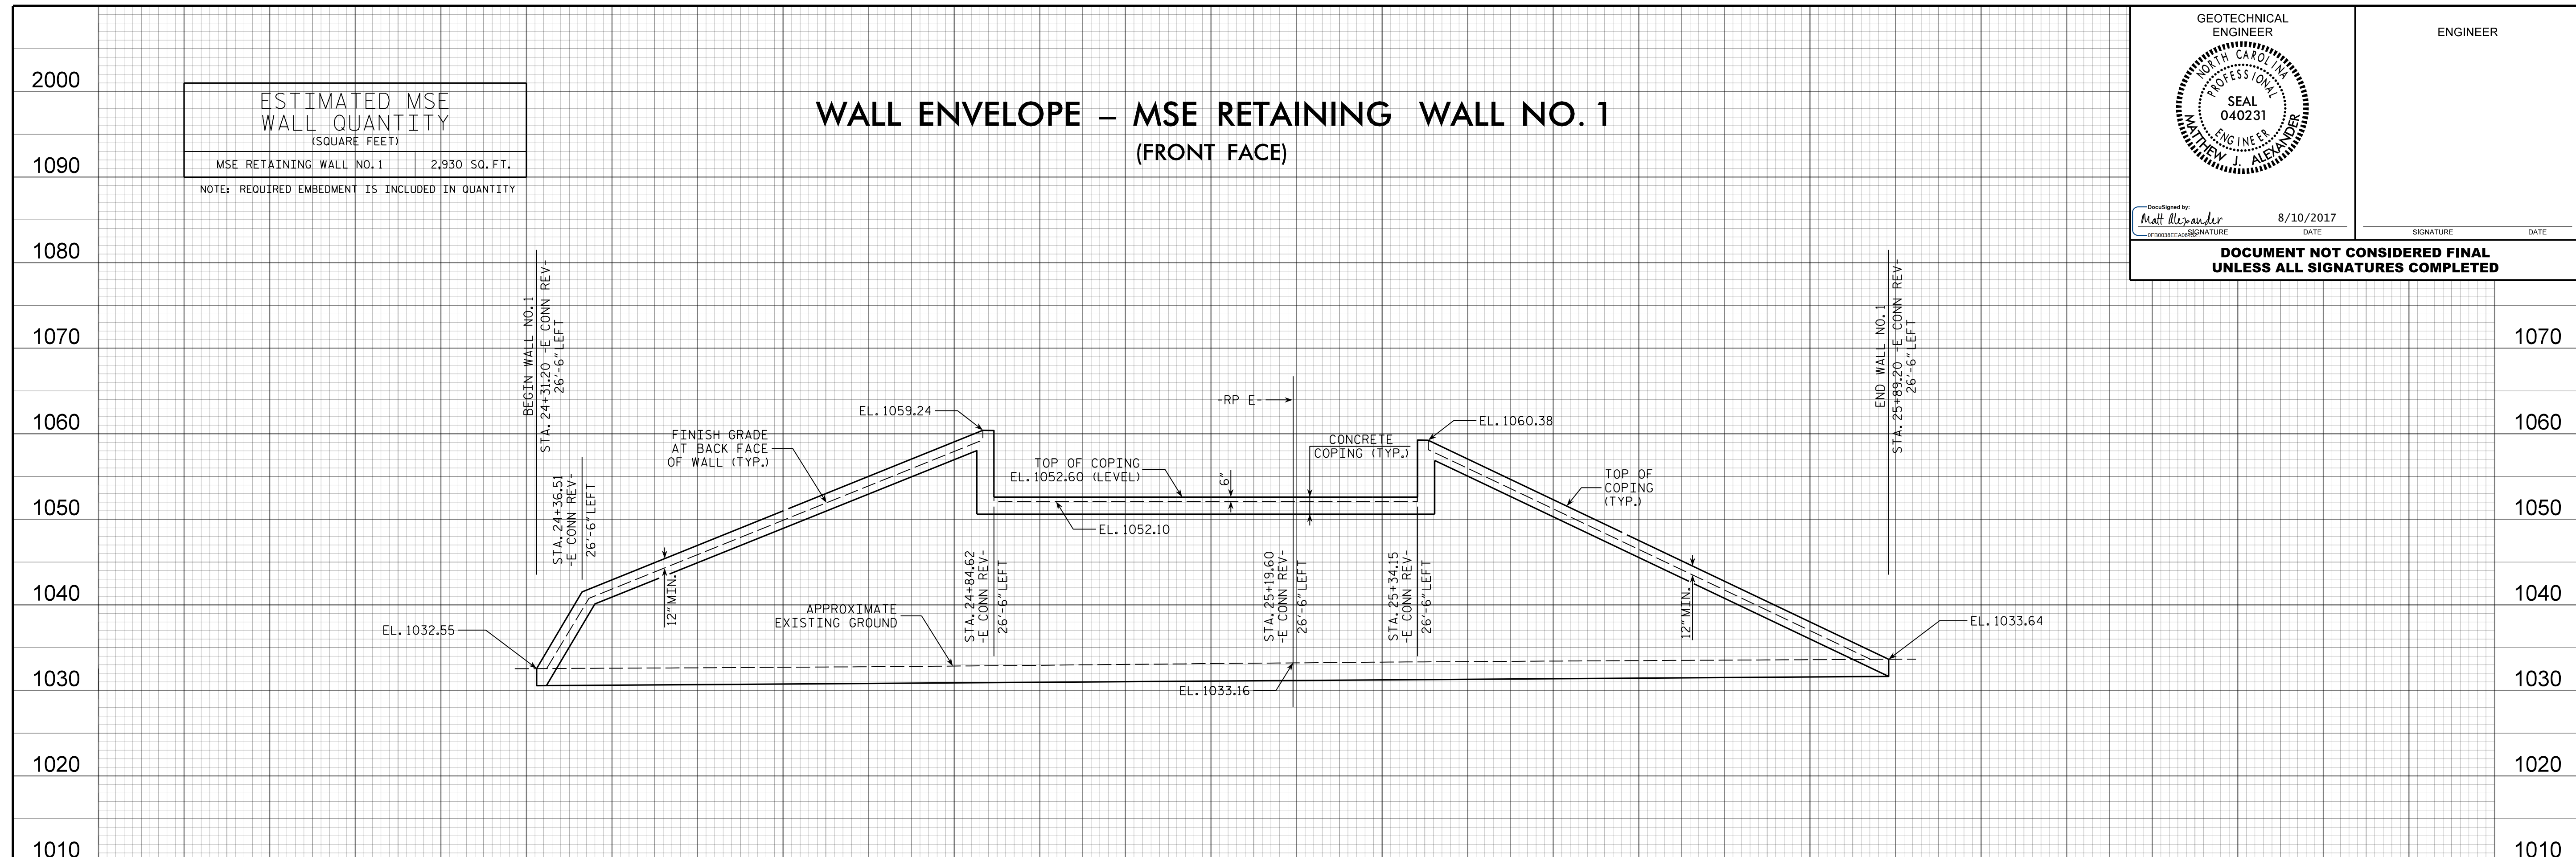 2000
1090
1080
1070
1060
1050
1040
1030
1020
1010
ESTIMATED MSE
WALL QUANTITY
(SQUARE FEET)
MSE RETAINING WALL NO. 1 2,930 SQ. FT.
NOTE: REQUIRED EMBEDMENT IS INCLUDED IN QUANTITY
WALL ENVELOPE – MSE RETAINING WALL NO. 1
(FRONT FACE)
GEOTECHNICAL
ENGINEER
NORTH CAROLINA
PROFESSIONAL
SEAL
040231
ENGINEER
MATTHEW J. ALEXANDER
DocuSigned by:
Matt Alexander
8/10/2017
SIGNATURE DATE
ENGINEER
SIGNATURE DATE
DOCUMENT NOT CONSIDERED FINAL
UNLESS ALL SIGNATURES COMPLETED
BEGIN WALL NO. 1
STA. 24+31.20 -E CONN REV-
26'-6" LEFT
STA. 24+36.51
-E CONN REV-
26'-6" LEFT
EL. 1032.55
FINISH GRADE
AT BACK FACE
OF WALL (TYP.)
12" MIN.
APPROXIMATE
EXISTING GROUND
EL. 1059.24
STA. 24+84.62
-E CONN REV-
26'-6" LEFT
TOP OF COPING
EL. 1052.60 (LEVEL)
EL. 1052.10
6"
-RP E-
STA. 25+19.60
-E CONN REV-
26'-6" LEFT
EL. 1033.16
CONCRETE
COPING (TYP.)
STA. 25+34.15
-E CONN REV-
26'-6" LEFT
EL. 1060.38
TOP OF
COPING
(TYP.)
12" MIN.
END WALL NO. 1
STA. 25+89.20 -E CONN REV-
26'-6" LEFT
EL. 1033.64
1070
1060
1050
1040
1030
1020
1010